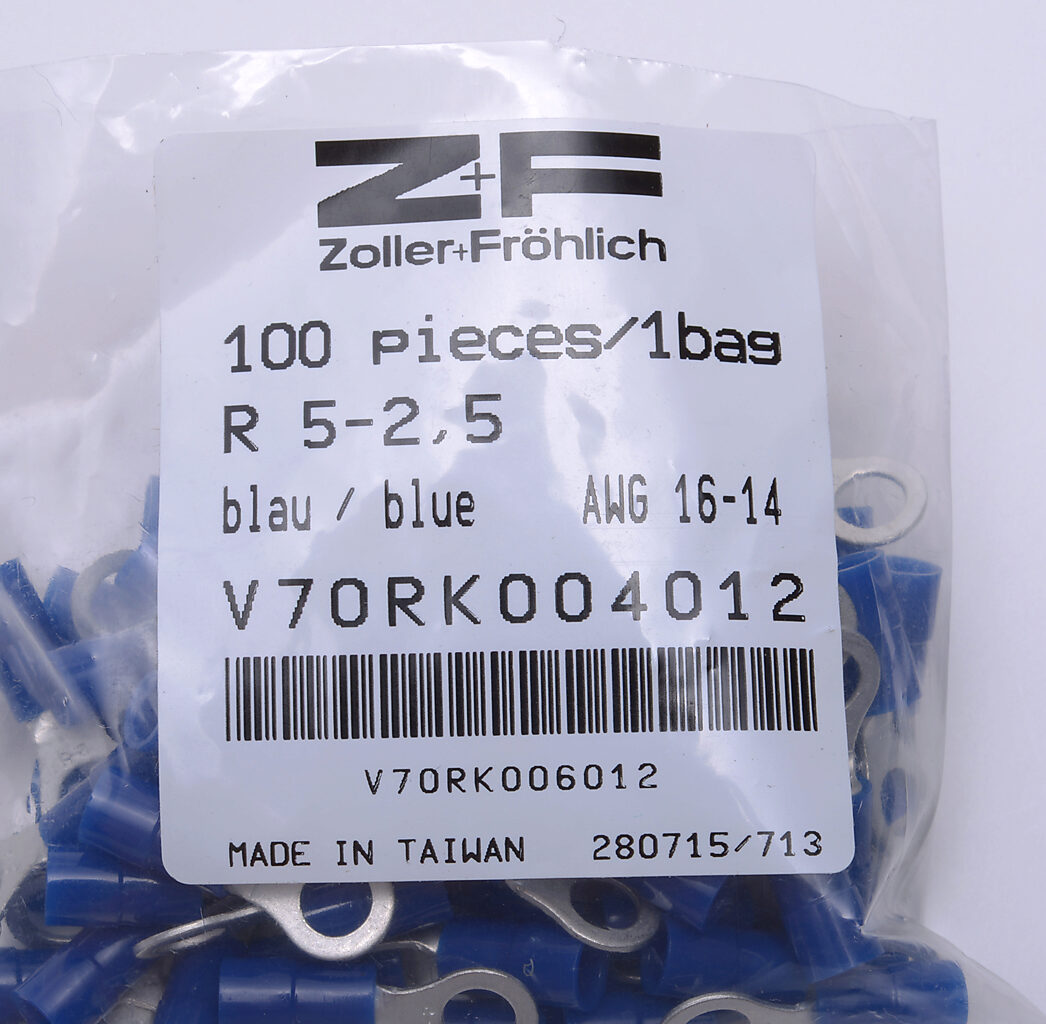 Z+F
Zoller+Fröhlich
100 pieces/1bag
R 5-2,5
blau / blue AWG 16-14
V70RK004012
V70RK006012
MADE IN TAIWAN 280715/713